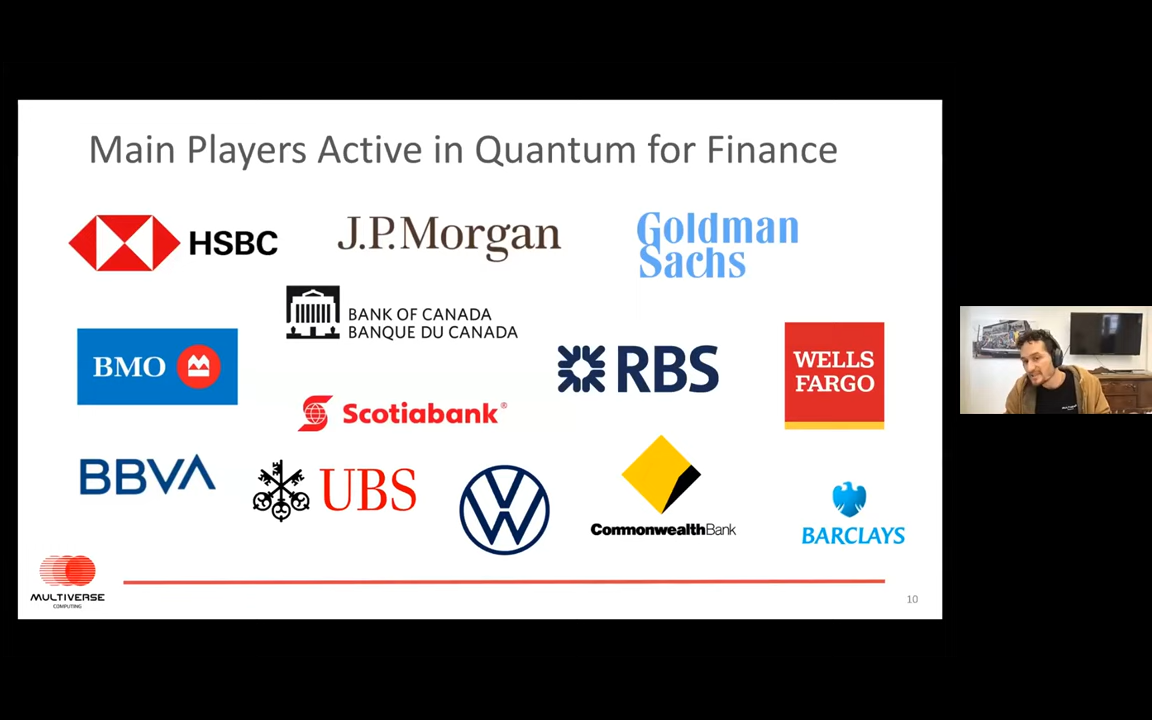 Main Players Active in Quantum for Finance
HSBC
J.P.Morgan
Goldman
Sachs
BANK OF CANADA
BANQUE DU CANADA
BMO
RBS
WELLS
FARGO
Scotiabank®
BBVA
UBS
VW
CommonwealthBank
BARCLAYS
MULTIVERSE
COMPUTING
10